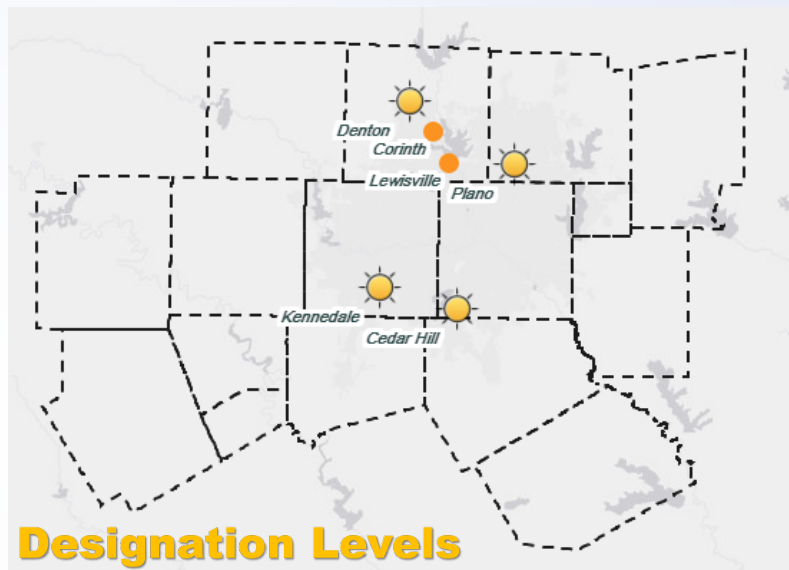 Denton
Corinth
Lewisville
Plano
Kennedale
Cedar Hill
Designation Levels